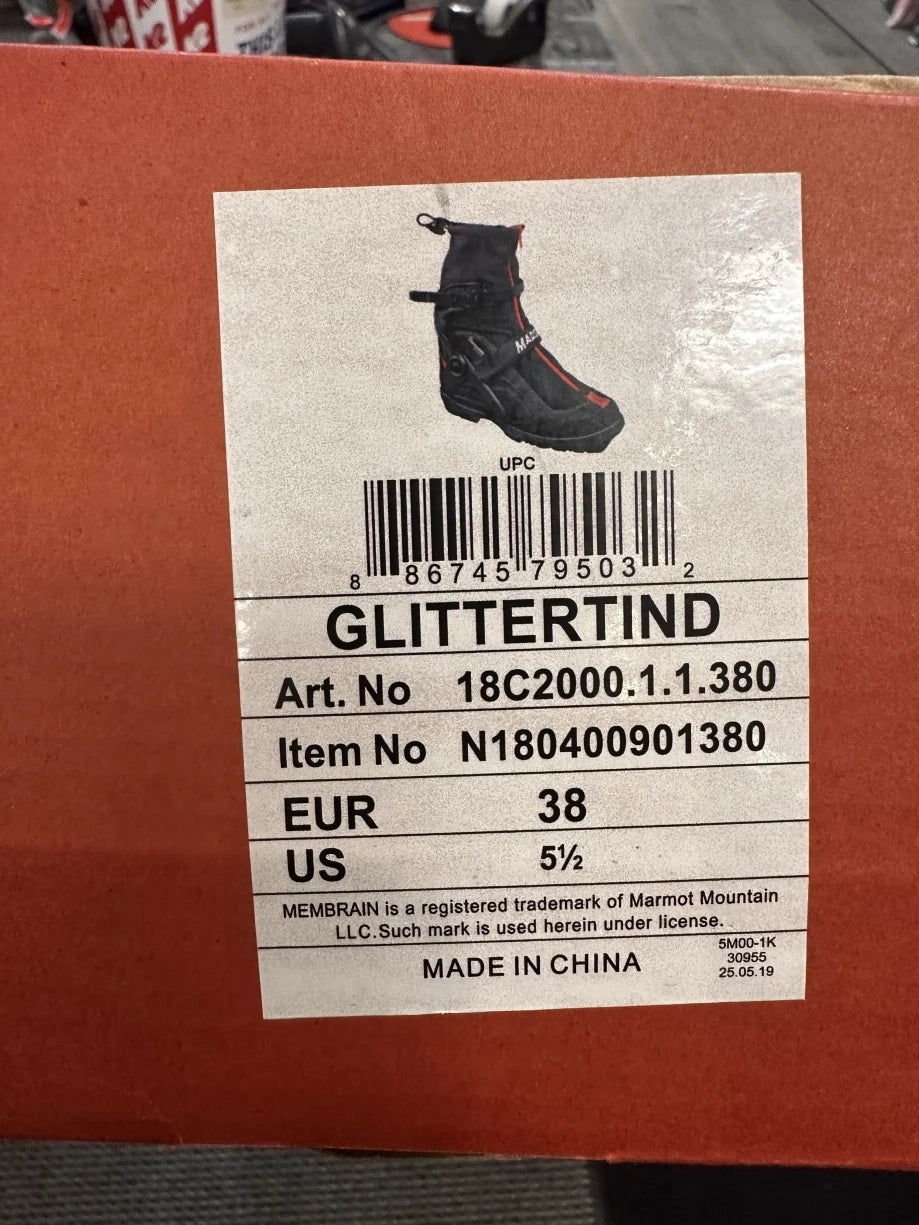 THIS
UPC
8 86745 79503 2
GLITTERTIND
Art. No 18C2000.1.1.380
Item No N180400901380
EUR 38
US 5½
MEMBRAIN is a registered trademark of Marmot Mountain
LLC.Such mark is used herein under license.
MADE IN CHINA
5M00-1K
30955
25.05.19